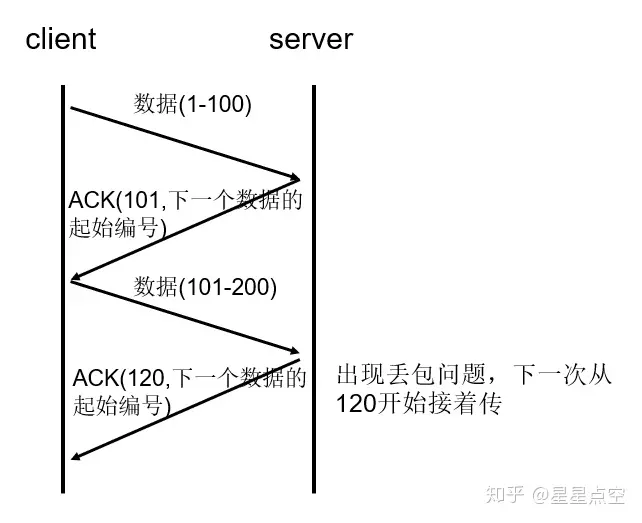 client
server
数据(1-100)
ACK(101,下一个数据的
起始编号)
数据(101-200)
ACK(120,下一个数据的
起始编号)
出现丢包问题，下一次从
120开始接着传
知乎 @星星点空